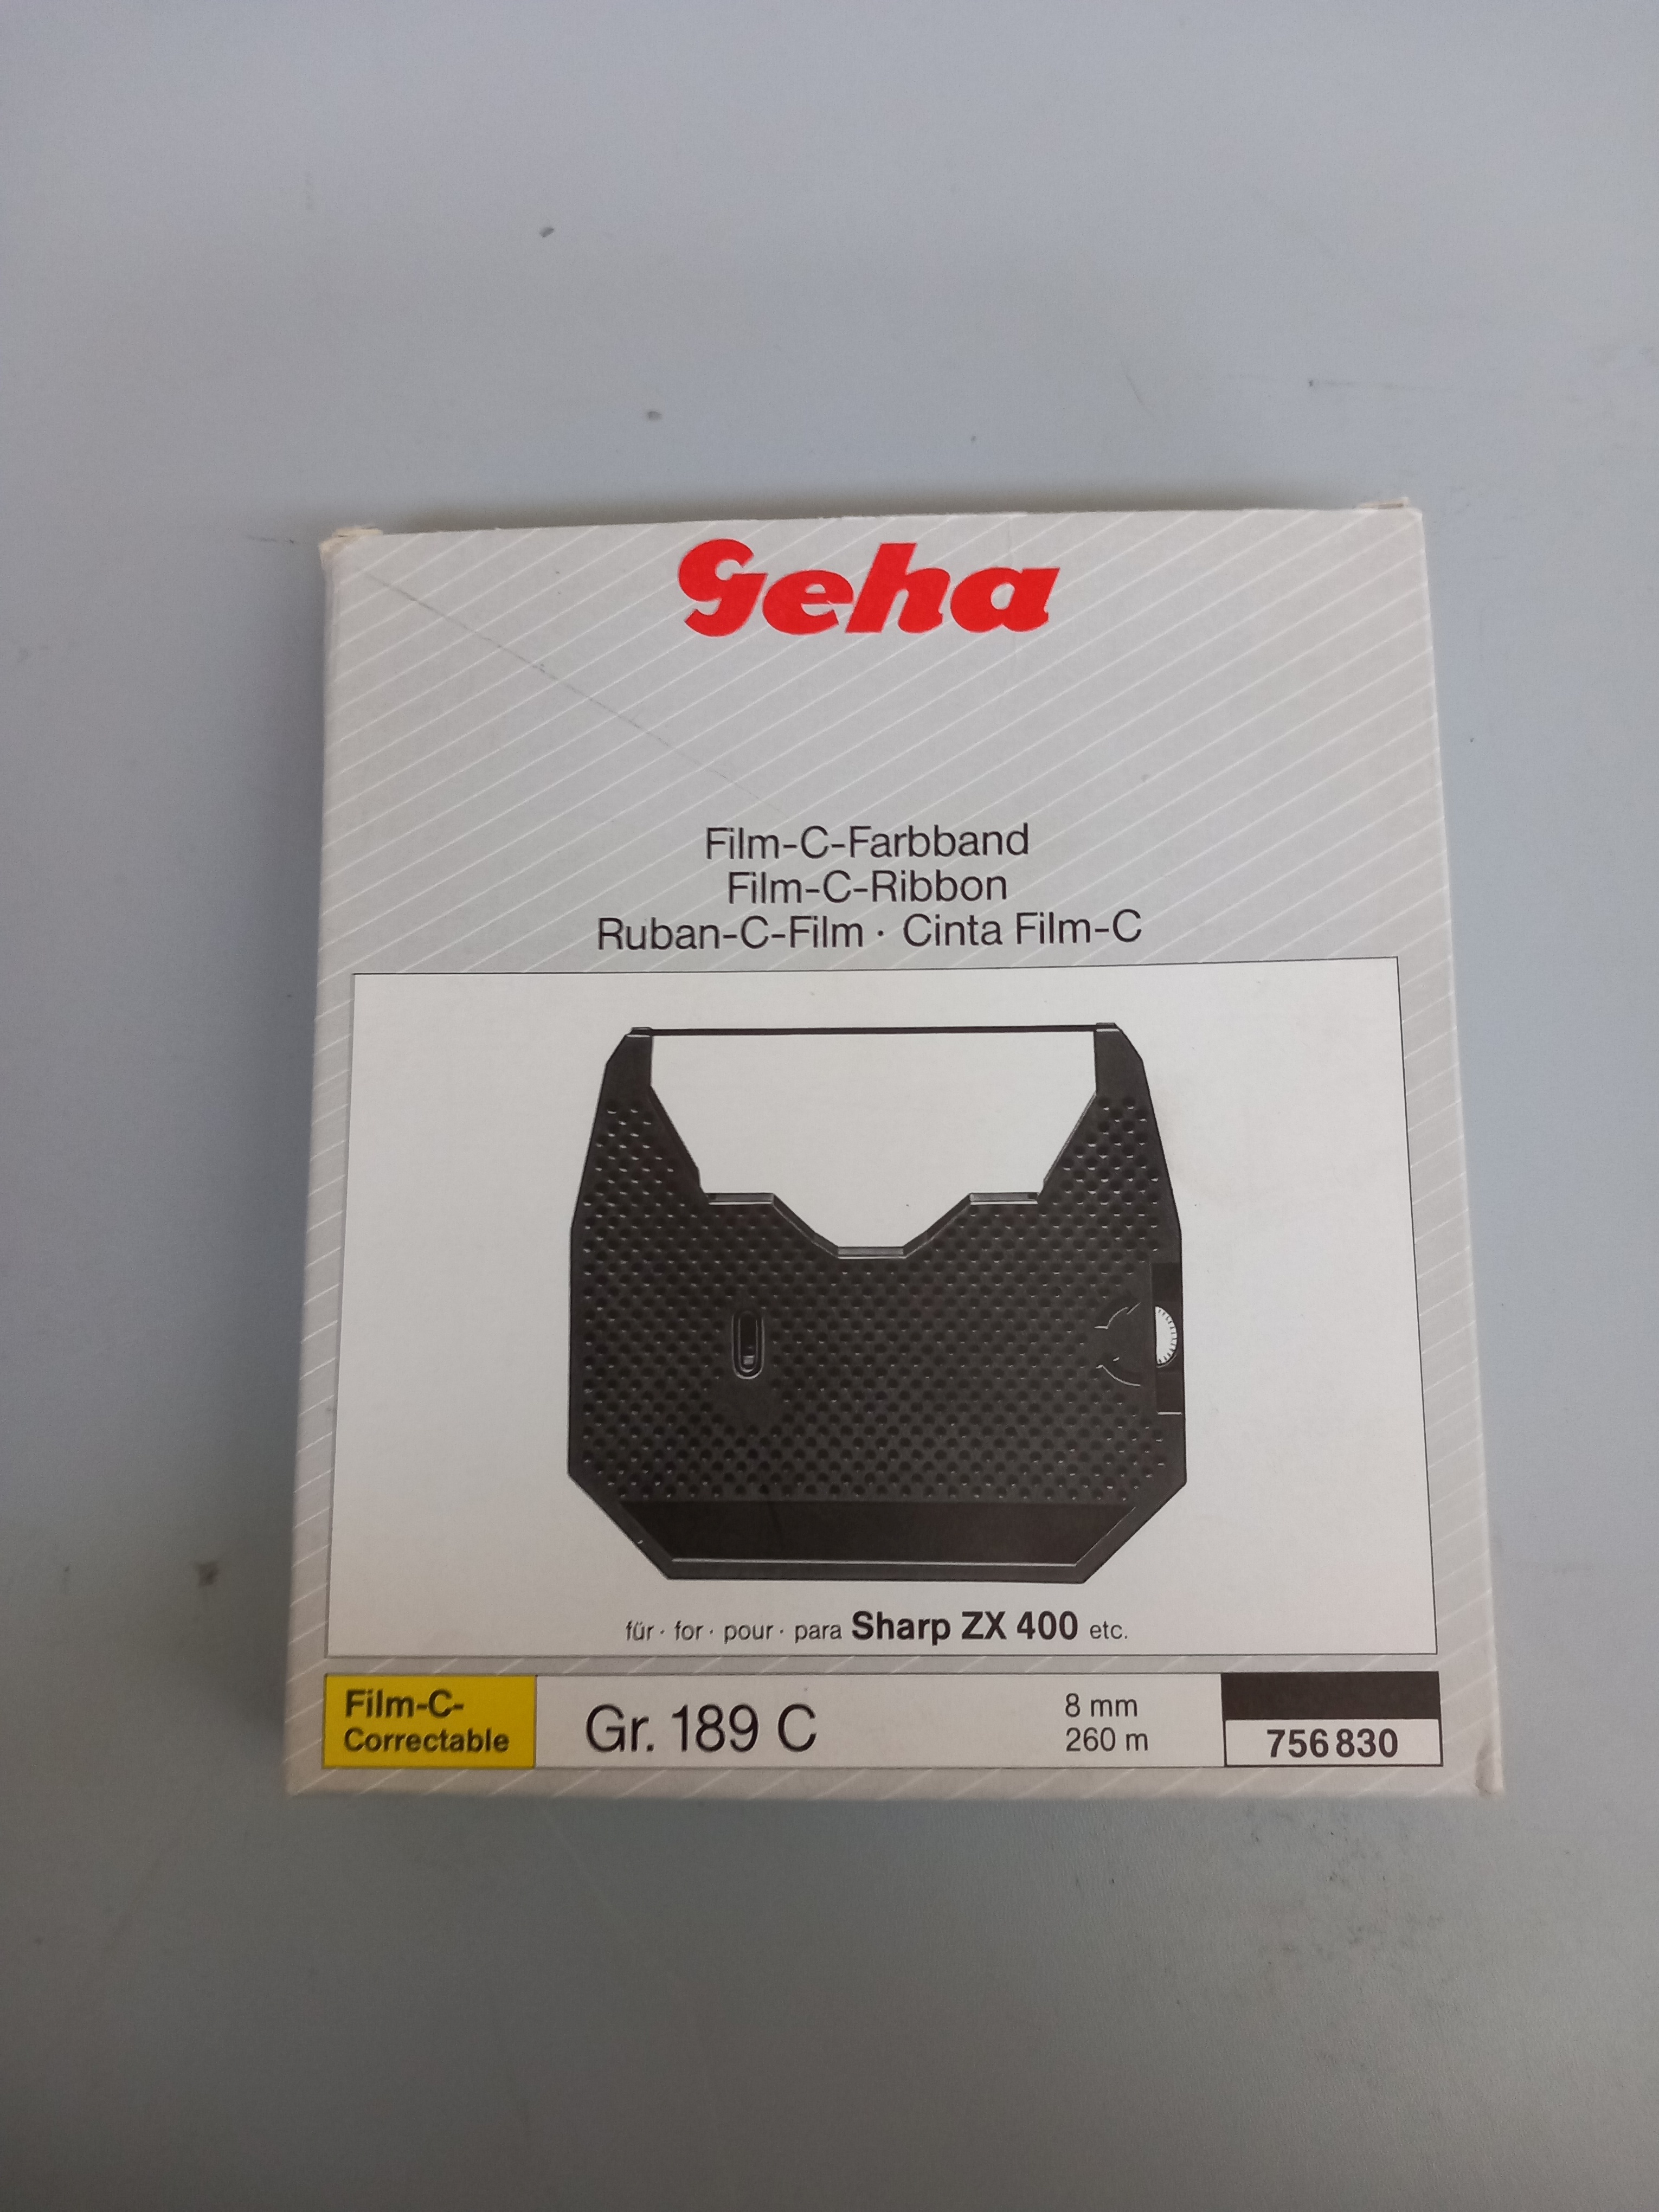 Geha
Film-C-Farbband
Film-C-Ribbon
Ruban-C-Film · Cinta Film-C
für · for · pour · para Sharp ZX 400 etc.
Film-C-
Correctable
Gr. 189 C
8 mm
260 m
756 830